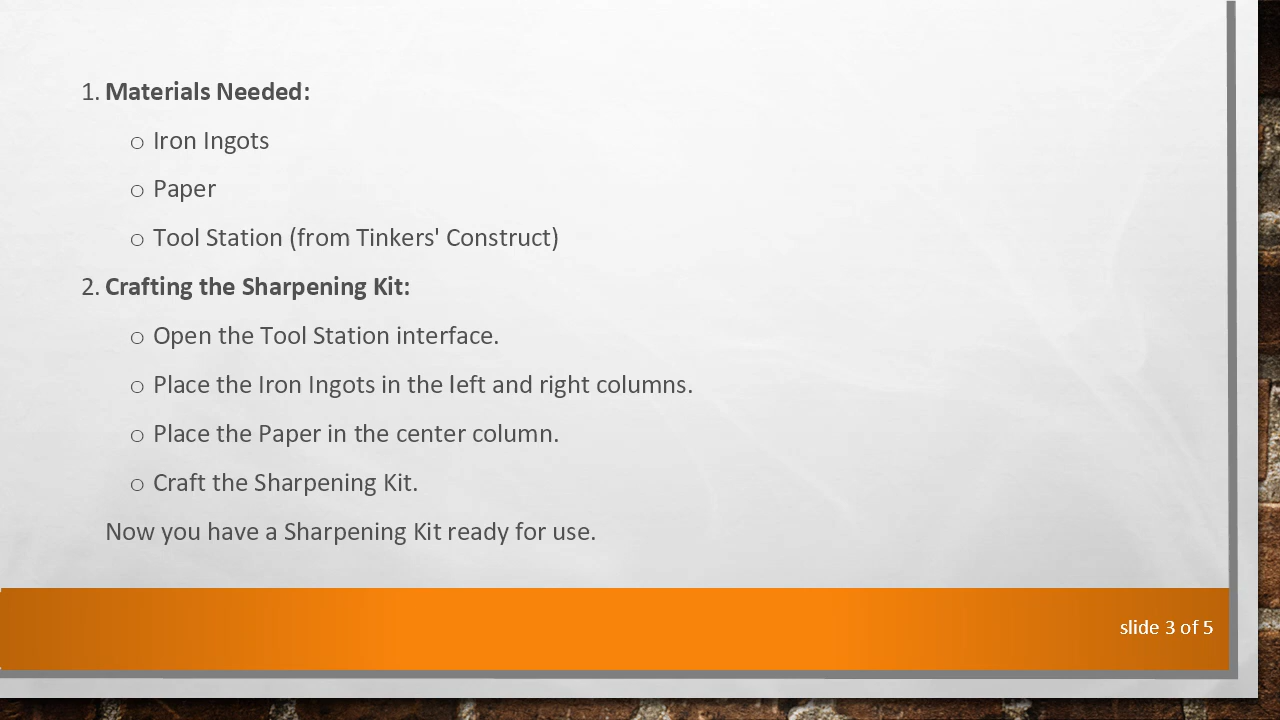 1. Materials Needed:
o Iron Ingots
o Paper
o Tool Station (from Tinkers' Construct)
2. Crafting the Sharpening Kit:
o Open the Tool Station interface.
o Place the Iron Ingots in the left and right columns.
o Place the Paper in the center column.
o Craft the Sharpening Kit.
Now you have a Sharpening Kit ready for use.
slide 3 of 5